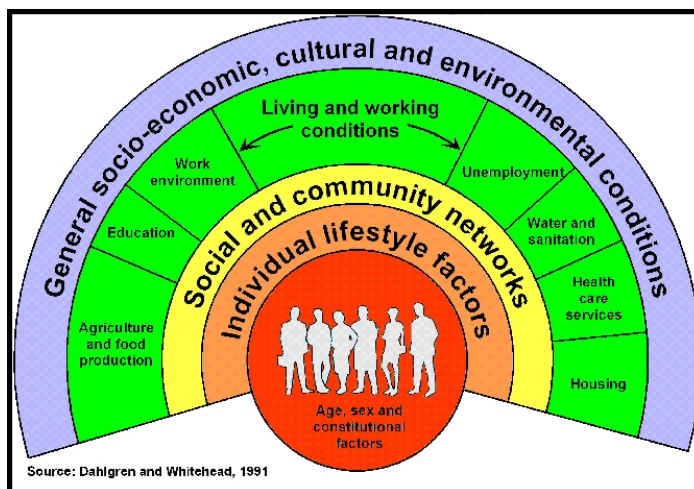 General socio-economic, cultural and environmental conditions
Living and working
conditions
Work
environment
Unemployment
Education
Water and
sanitation
Agriculture
and food
production
Health
care
services
Housing
Social and community networks
Individual lifestyle factors
Age, sex and
constitutional
factors
Source: Dahlgren and Whitehead, 1991